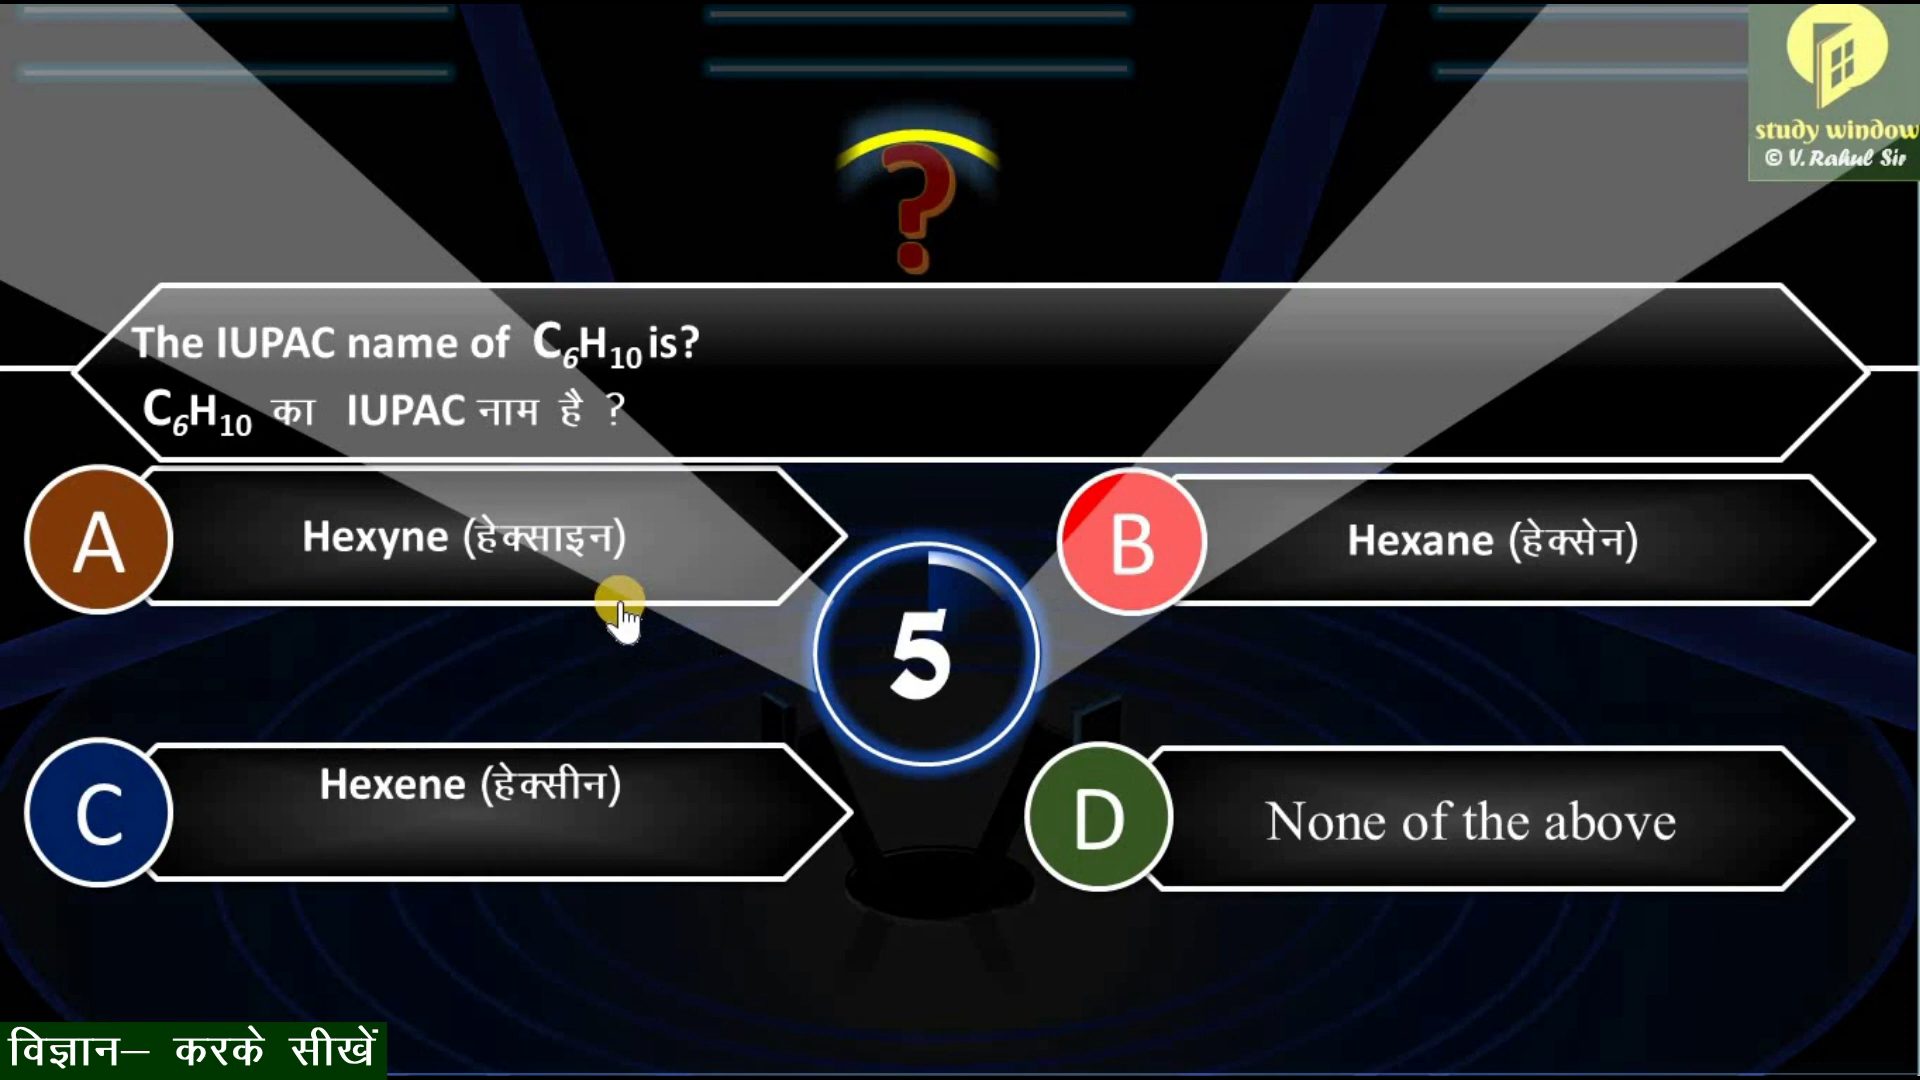 study window
© V. Rahul Sir
?
The IUPAC name of C₆H₁₀ is?
C₆H₁₀ का IUPAC नाम है ?
A
Hexyne (हेक्साइन)
B
Hexane (हेक्सेन)
5
C
Hexene (हेक्सीन)
D
None of the above
विज्ञान– करके सीखें